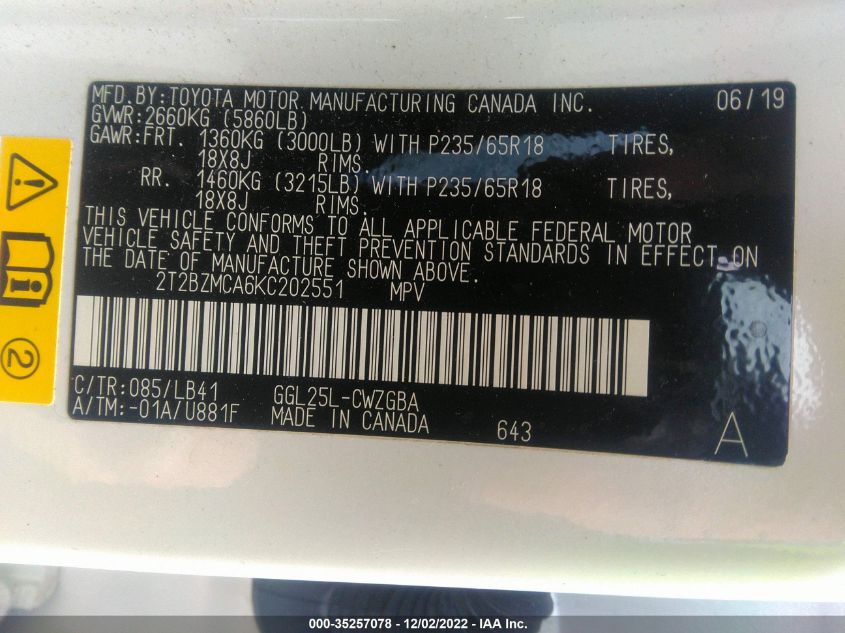 MFD.BY:TOYOTA MOTOR MANUFACTURING CANADA INC. 06/19
GVWR:2660KG (5860LB)
GAWR:FRT. 1360KG (3000LB) WITH P235/65R18 TIRES,
18X8J RIMS.
RR. 1460KG (3215LB) WITH P235/65R18 TIRES,
18X8J RIMS.
THIS VEHICLE CONFORMS TO ALL APPLICABLE FEDERAL MOTOR
VEHICLE SAFETY AND THEFT PREVENTION STANDARDS IN EFFECT ON
THE DATE OF MANUFACTURE SHOWN ABOVE.
2T2BZMCA6KC202551 MPV
C/TR:085/LB41 GGL25L-CWZGBA
A/TM:-01A/U881F MADE IN CANADA 643 A
2
000-35257078 - 12/02/2022 - IAA Inc.